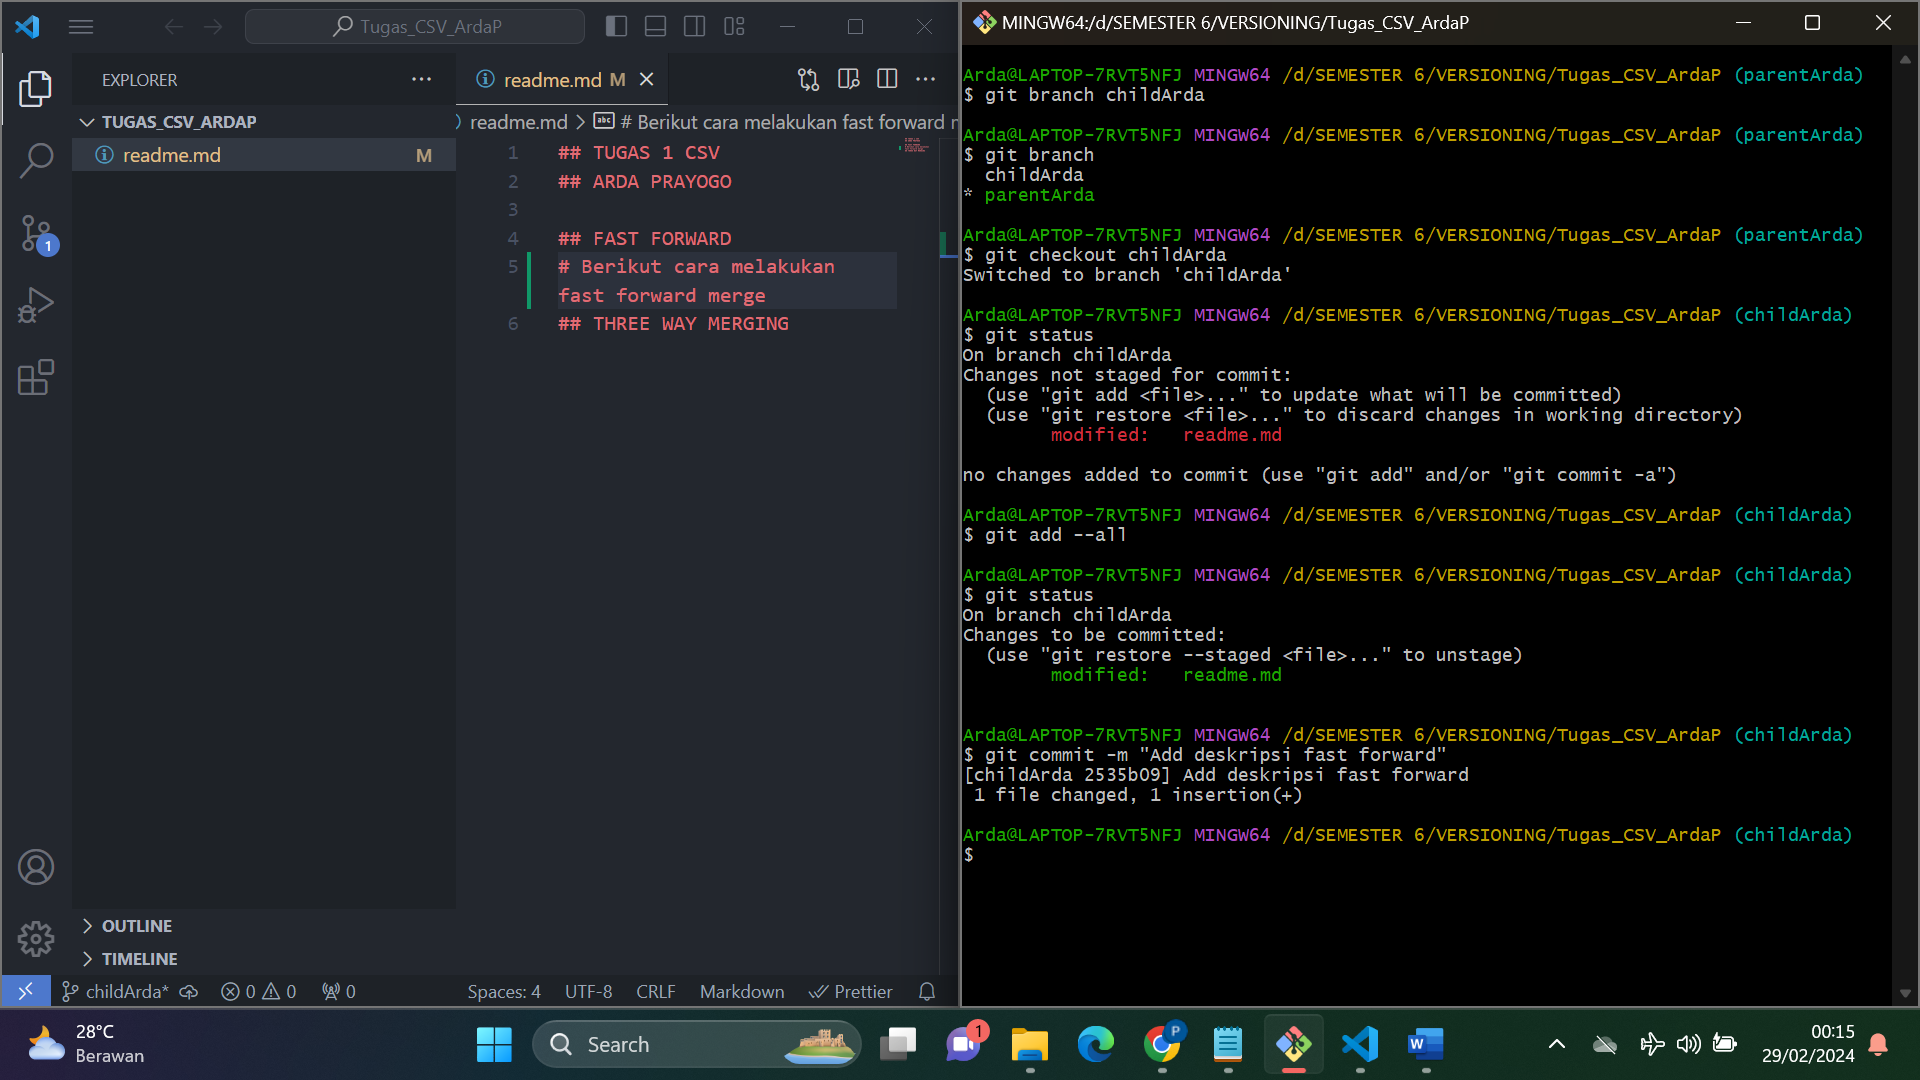 Tugas_CSV_ArdaP
EXPLORER
TUGAS_CSV_ARDAP
readme.md M
readme.md M
readme.md > # Berikut cara melakukan fast forward
1 ## TUGAS 1 CSV
2 ## ARDA PRAYOGO
3
4 ## FAST FORWARD
5 # Berikut cara melakukan
fast forward merge
6 ## THREE WAY MERGING
1
OUTLINE
TIMELINE
childArda* 0 0 0 Spaces: 4 UTF-8 CRLF Markdown Prettier
MINGW64:/d/SEMESTER 6/VERSIONING/Tugas_CSV_ArdaP
Arda@LAPTOP-7RVT5NFJ MINGW64 /d/SEMESTER 6/VERSIONING/Tugas_CSV_ArdaP (parentArda)
$ git branch childArda
Arda@LAPTOP-7RVT5NFJ MINGW64 /d/SEMESTER 6/VERSIONING/Tugas_CSV_ArdaP (parentArda)
$ git branch
childArda
* parentArda
Arda@LAPTOP-7RVT5NFJ MINGW64 /d/SEMESTER 6/VERSIONING/Tugas_CSV_ArdaP (parentArda)
$ git checkout childArda
Switched to branch 'childArda'
Arda@LAPTOP-7RVT5NFJ MINGW64 /d/SEMESTER 6/VERSIONING/Tugas_CSV_ArdaP (childArda)
$ git status
On branch childArda
Changes not staged for commit:
(use "git add <file>..." to update what will be committed)
(use "git restore <file>..." to discard changes in working directory)
modified: readme.md
no changes added to commit (use "git add" and/or "git commit -a")
Arda@LAPTOP-7RVT5NFJ MINGW64 /d/SEMESTER 6/VERSIONING/Tugas_CSV_ArdaP (childArda)
$ git add --all
Arda@LAPTOP-7RVT5NFJ MINGW64 /d/SEMESTER 6/VERSIONING/Tugas_CSV_ArdaP (childArda)
$ git status
On branch childArda
Changes to be committed:
(use "git restore --staged <file>..." to unstage)
modified: readme.md
Arda@LAPTOP-7RVT5NFJ MINGW64 /d/SEMESTER 6/VERSIONING/Tugas_CSV_ArdaP (childArda)
$ git commit -m "Add deskripsi fast forward"
[childArda 2535b09] Add deskripsi fast forward
1 file changed, 1 insertion(+)
Arda@LAPTOP-7RVT5NFJ MINGW64 /d/SEMESTER 6/VERSIONING/Tugas_CSV_ArdaP (childArda)
$
28°C
Berawan
Search
1
P
W
00:15
29/02/2024